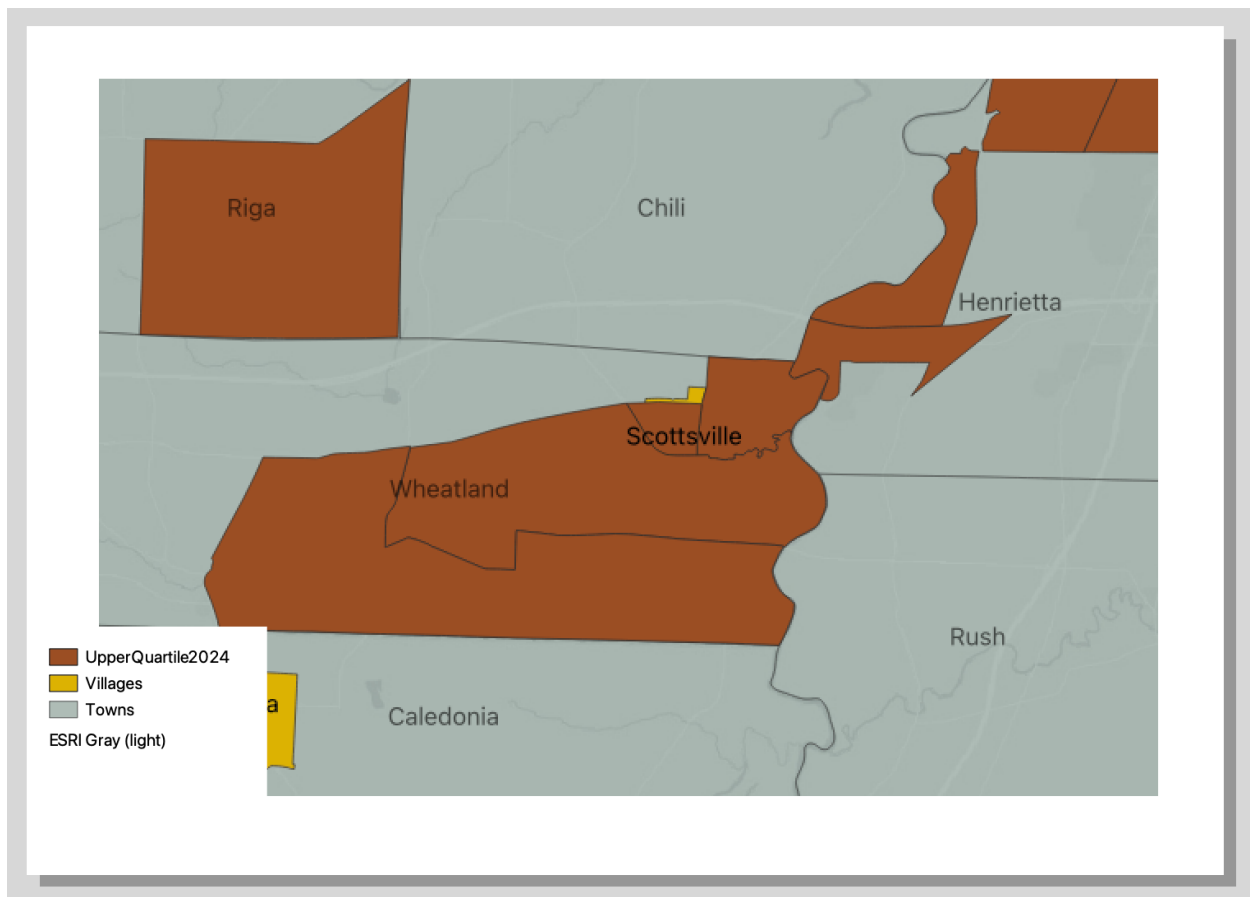 Riga
Chili
Henrietta
Scottsville
Wheatland
Rush
UpperQuartile2024
Villages
a
Towns
Caledonia
ESRI Gray (light)